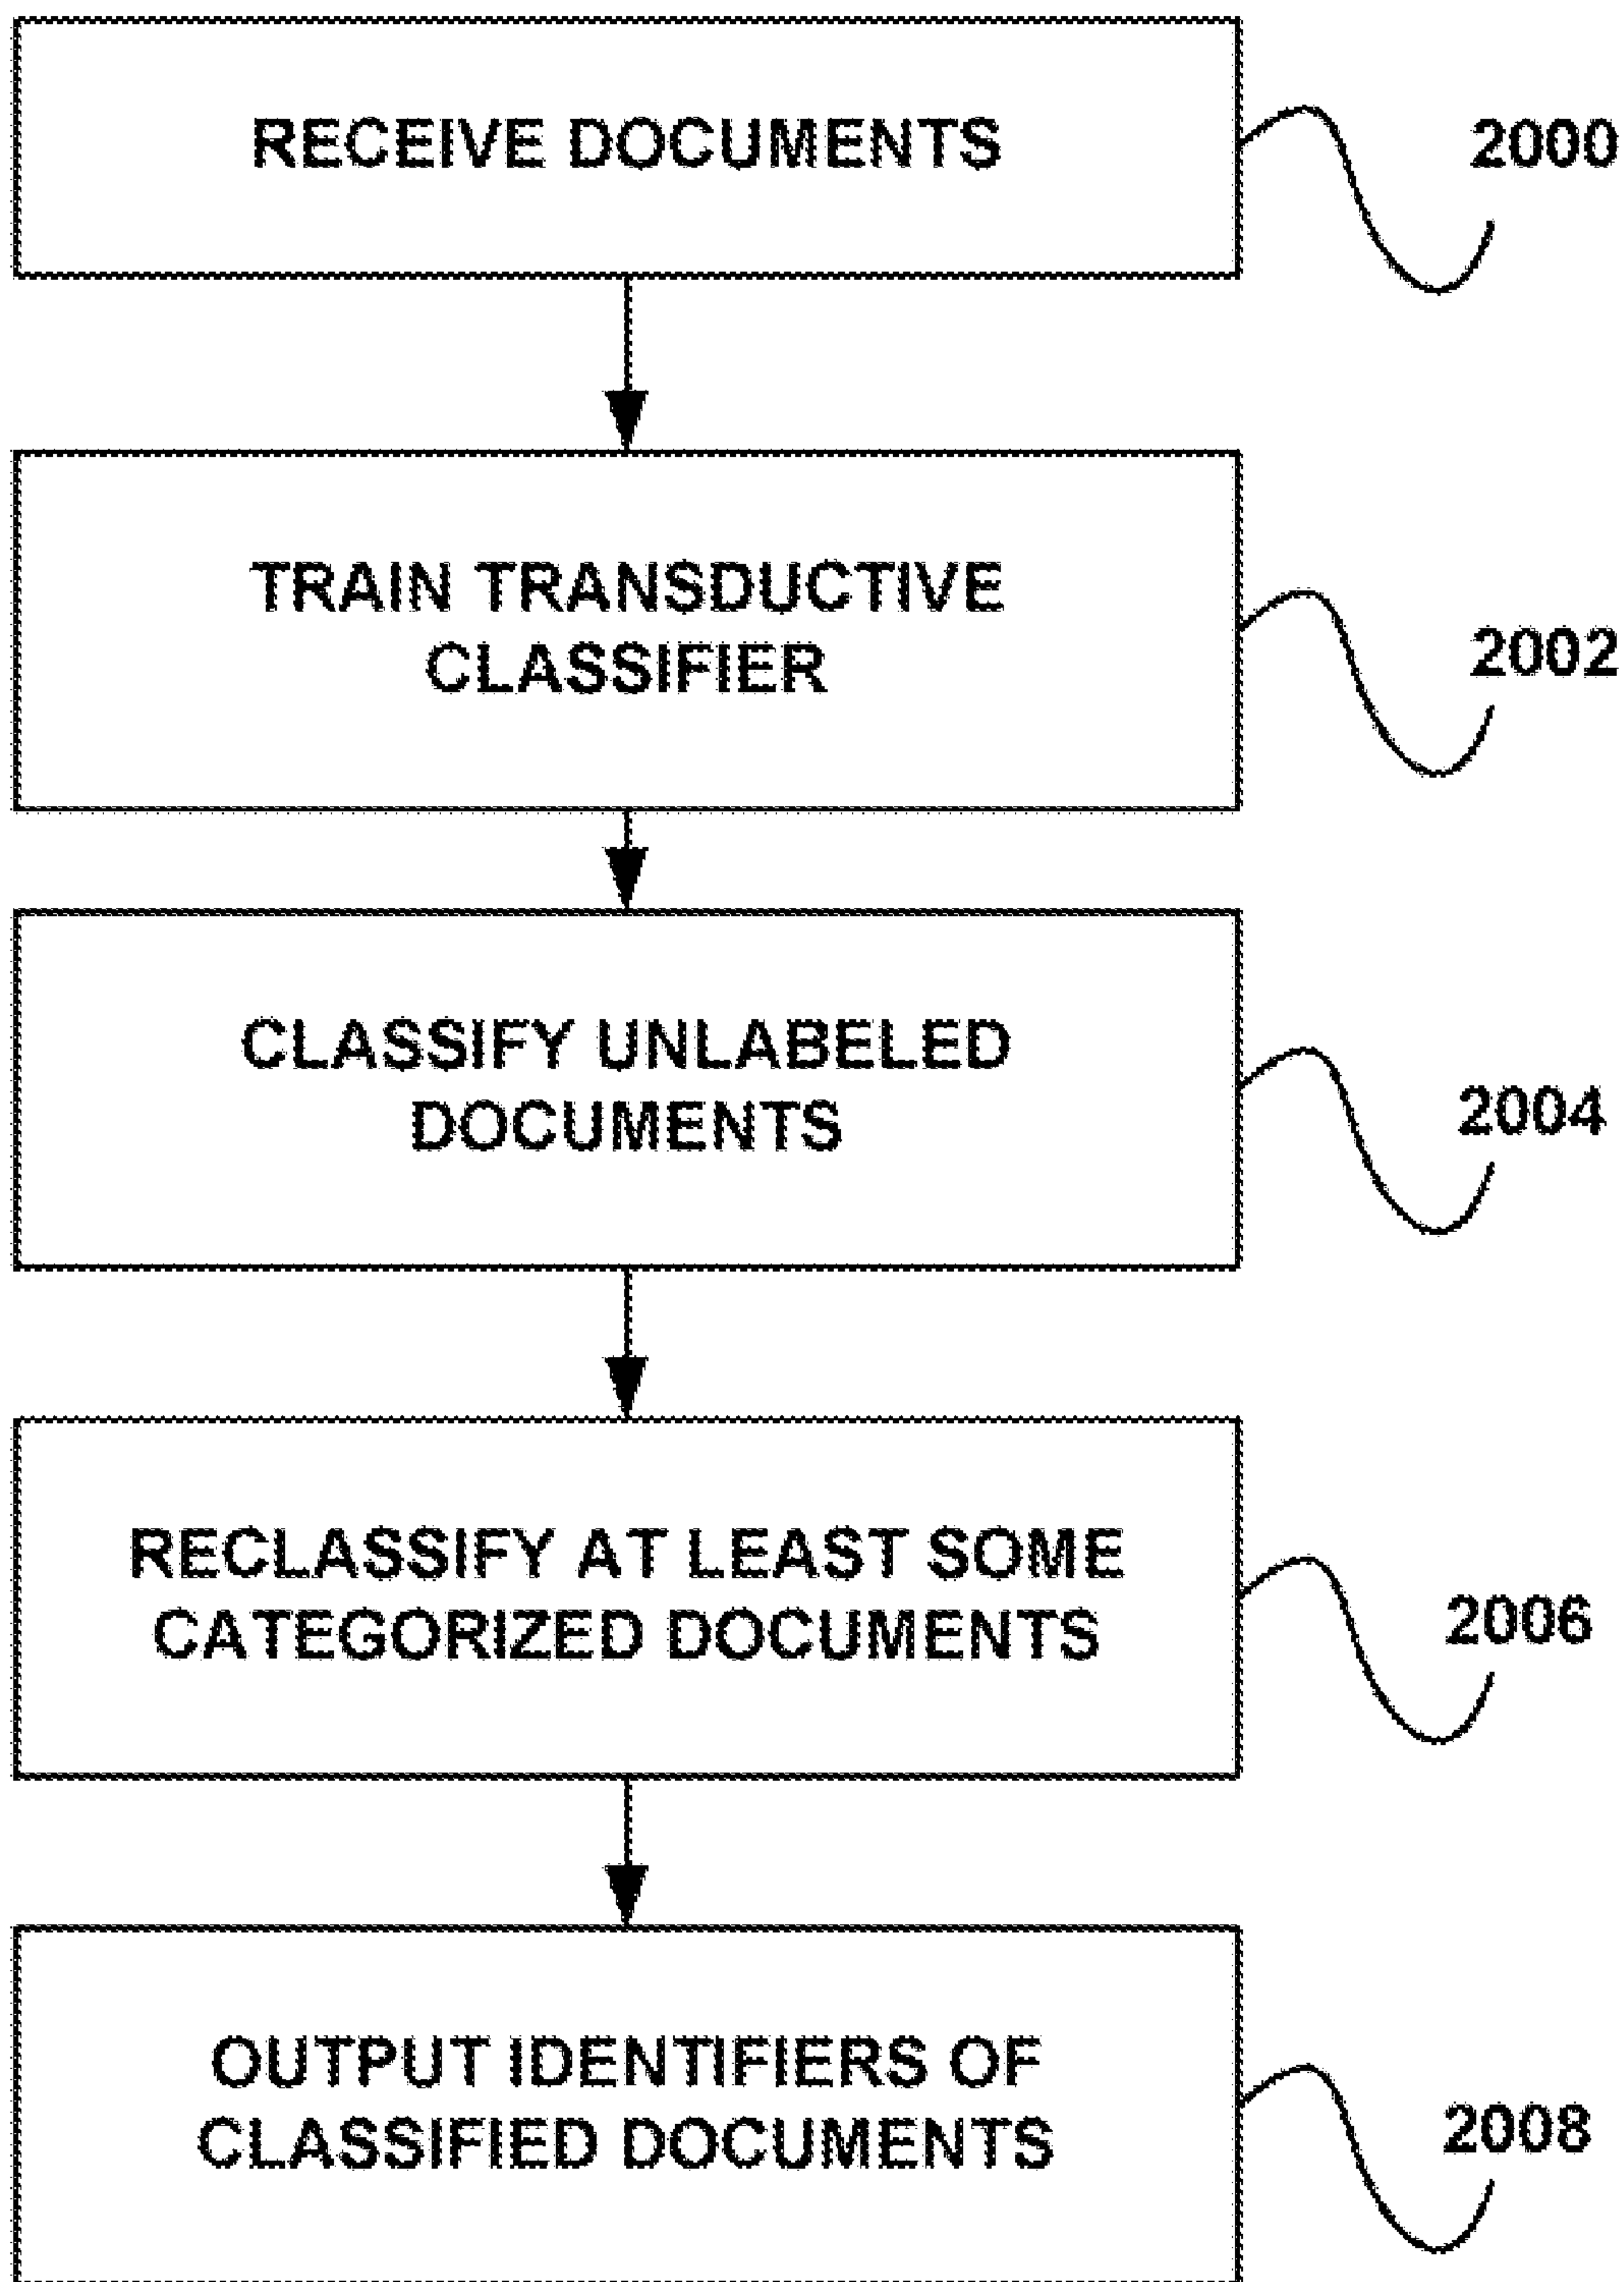 RECEIVE DOCUMENTS
2000
TRAIN TRANSDUCTIVE
CLASSIFIER
2002
CLASSIFY UNLABELED
DOCUMENTS
2004
RECLASSIFY AT LEAST SOME
CATEGORIZED DOCUMENTS
2006
OUTPUT IDENTIFIERS OF
CLASSIFIED DOCUMENTS
2008